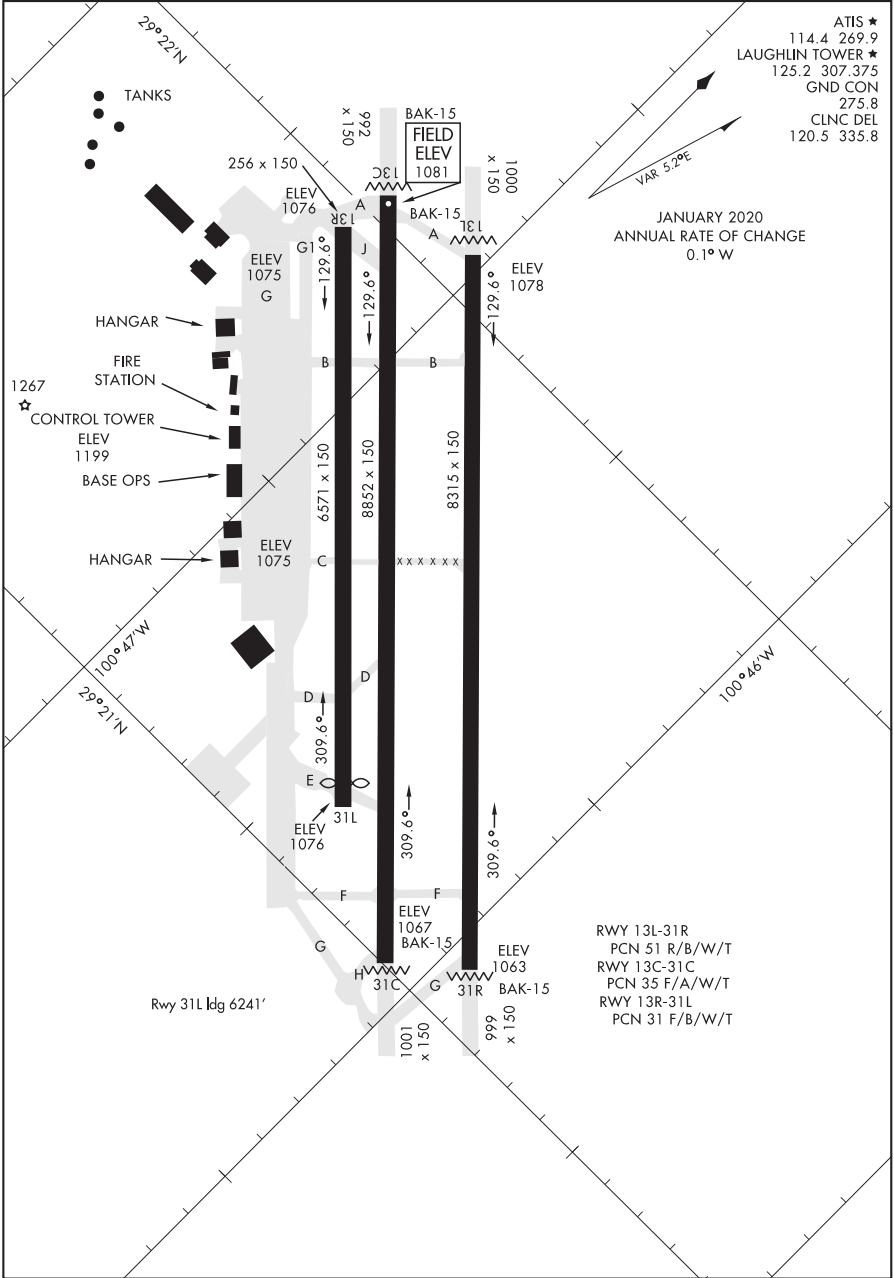 ATIS ★
114.4 269.9
LAUGHLIN TOWER ★
125.2 307.375
GND CON
275.8
CLNC DEL
120.5 335.8
VAR 5.2°E
JANUARY 2020
ANNUAL RATE OF CHANGE
0.1° W
29°22'N
TANKS
992
x 150
BAK-15
FIELD
ELEV
1081
1000
x 150
256 x 150
ELEV
1076
13R
A
13C
BAK-15
A
13L
G1
J
ELEV
1075
G
129.6°
129.6°
129.6°
ELEV
1078
HANGAR
FIRE
STATION
B
B
1267
CONTROL TOWER
ELEV
1199
BASE OPS
6571 x 150
8852 x 150
8315 x 150
HANGAR
ELEV
1075
C
x x x x x x
100°47'W
29°21'N
100°46'W
D
D
309.6°
E
31L
ELEV
1076
309.6°
309.6°
F
F
G
ELEV
1067
BAK-15
ELEV
1063
H
31C
G
31R
BAK-15
1001
x 150
999
x 150
Rwy 31L ldg 6241'
RWY 13L-31R
PCN 51 R/B/W/T
RWY 13C-31C
PCN 35 F/A/W/T
RWY 13R-31L
PCN 31 F/B/W/T